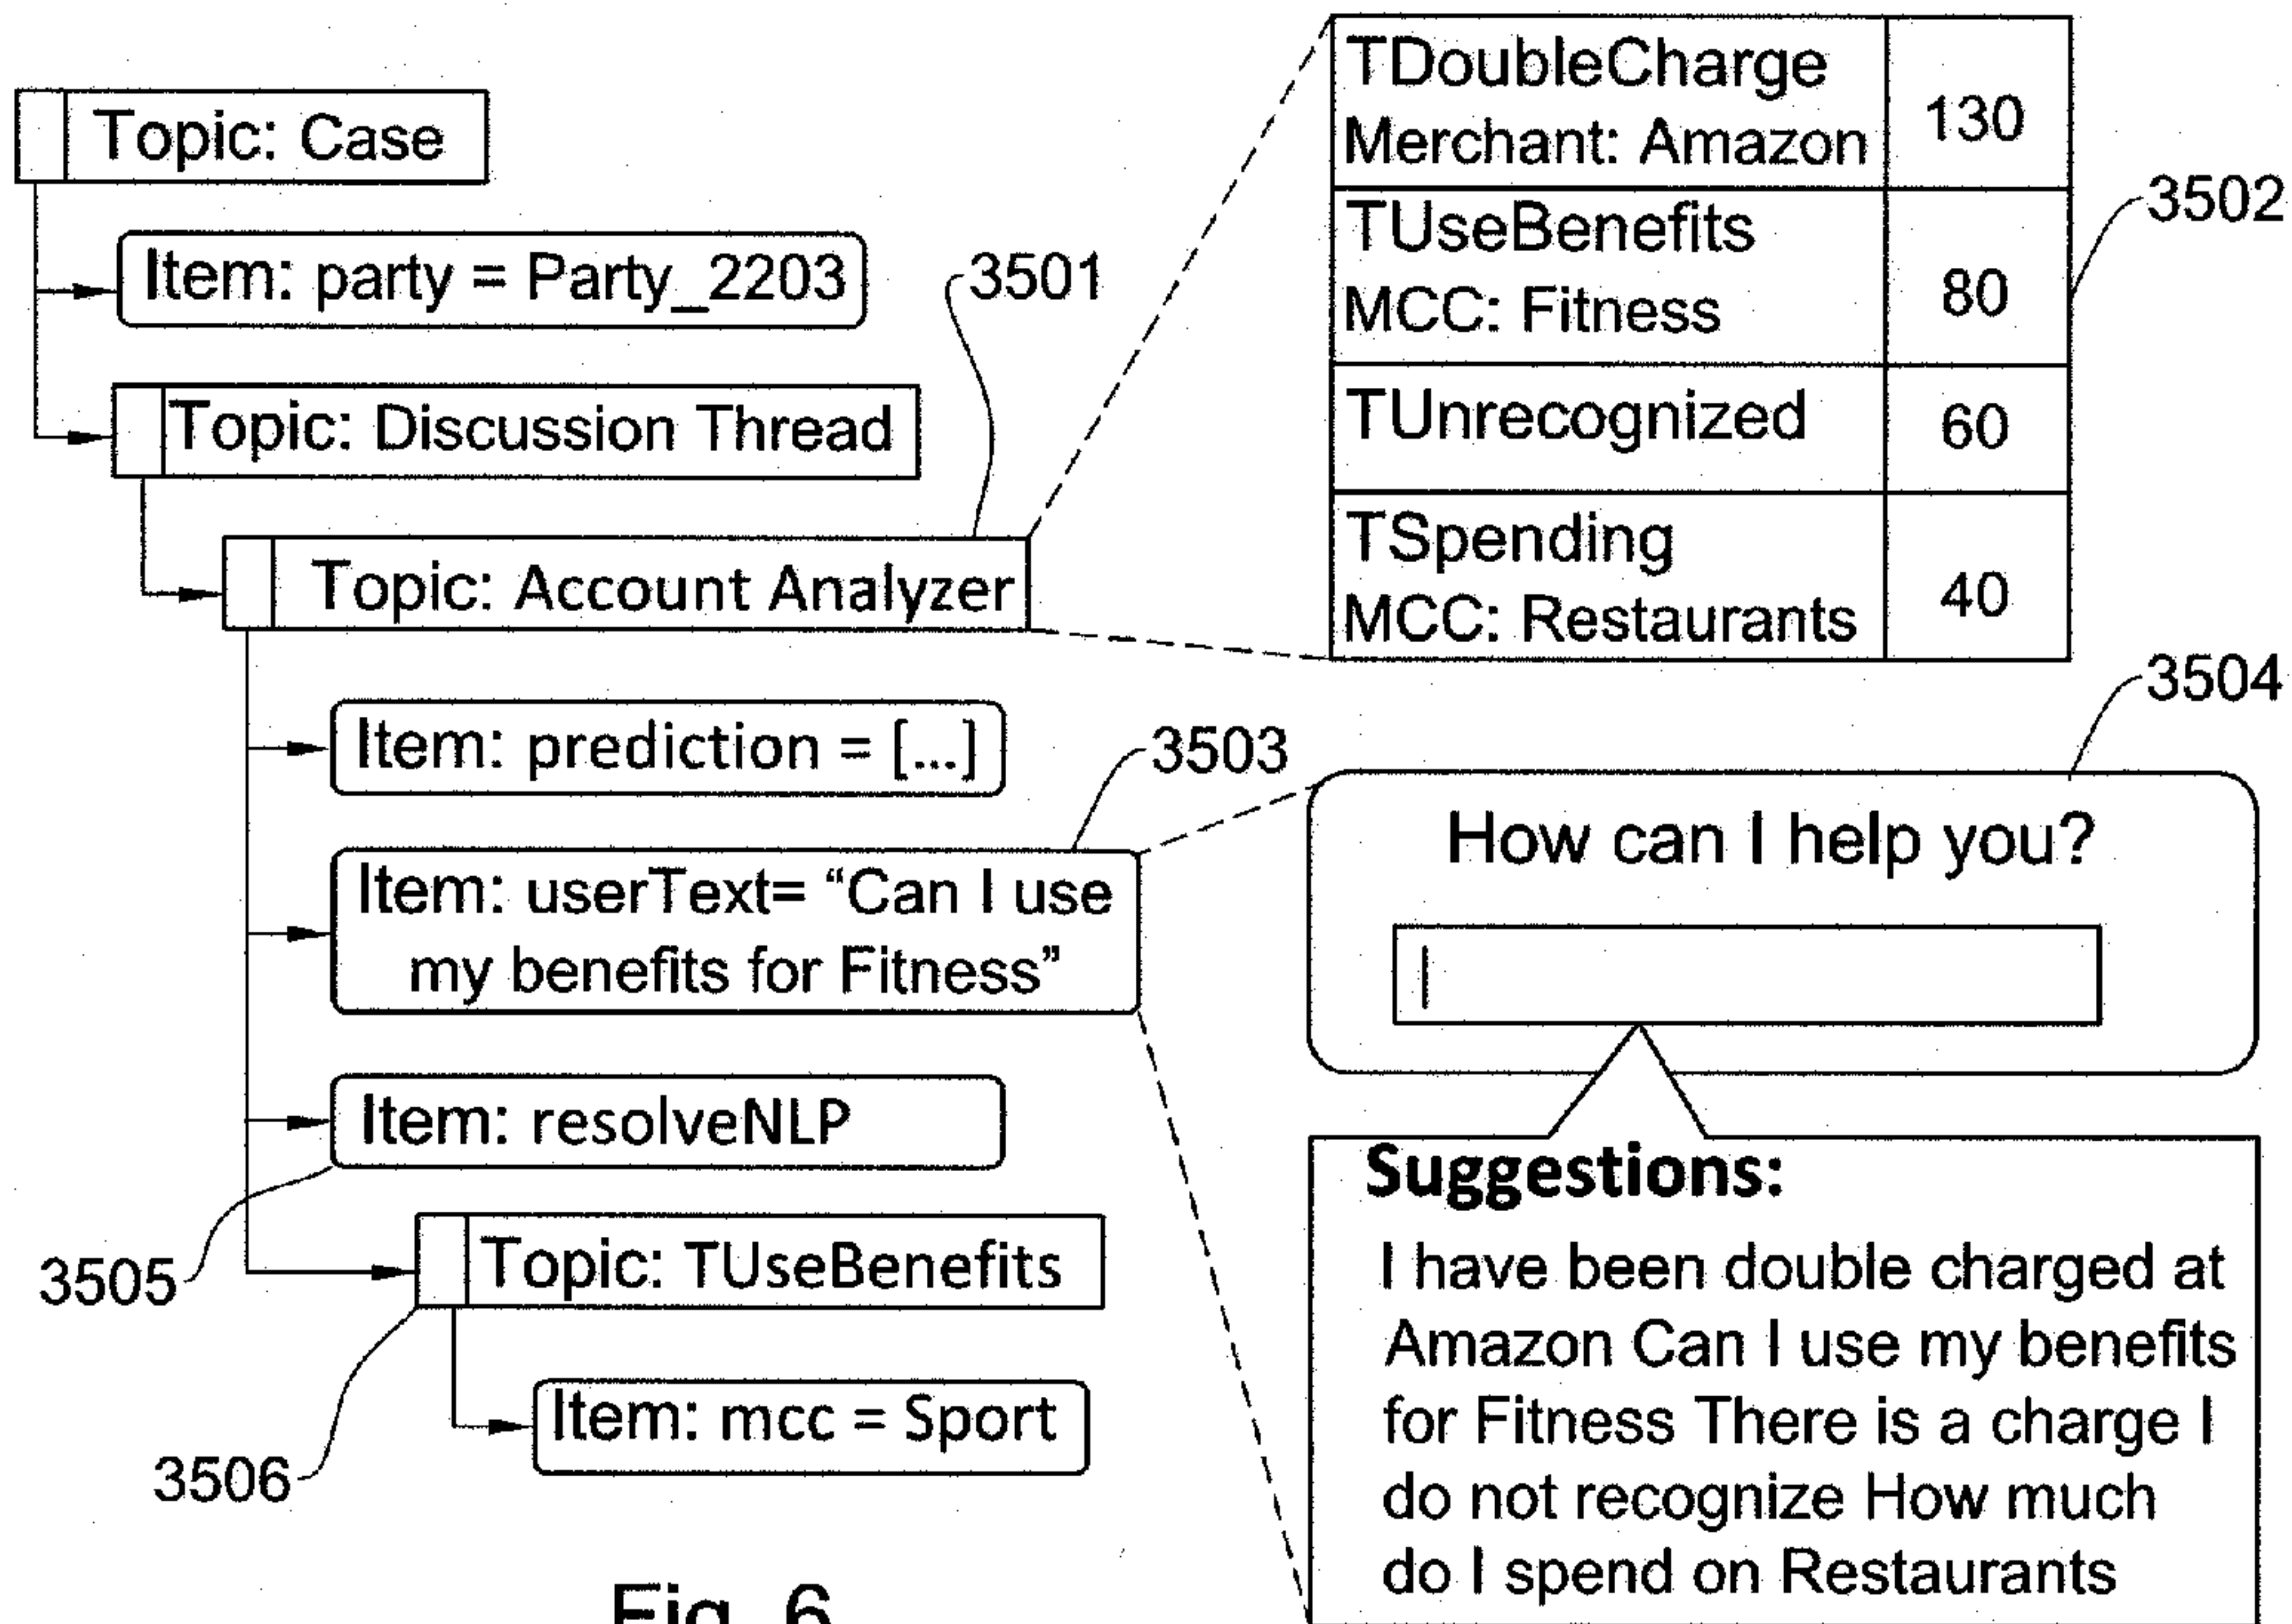 Topic: Case
Item: party = Party_2203
3501
Topic: Discussion Thread
Topic: Account Analyzer
TDoubleCharge
Merchant: Amazon
130
TUseBenefits
MCC: Fitness
80
TUnrecognized
60
TSpending
MCC: Restaurants
40
3502
Item: prediction = [...]
3503
Item: userText= “Can I use
my benefits for Fitness”
3504
How can I help you?
Item: resolveNLP
3505
Topic: TUseBenefits
3506
Item: mcc = Sport
Suggestions:
I have been double charged at
Amazon Can I use my benefits
for Fitness There is a charge I
do not recognize How much
do I spend on Restaurants
Fig. 6